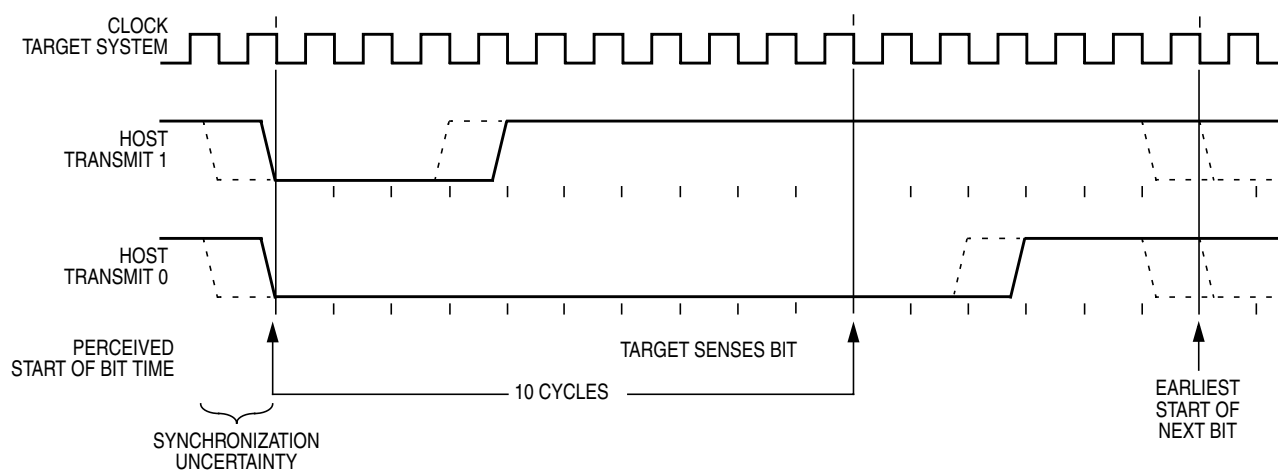 CLOCK
TARGET SYSTEM
HOST
TRANSMIT 1
HOST
TRANSMIT 0
PERCEIVED
START OF BIT TIME
TARGET SENSES BIT
10 CYCLES
EARLIEST
START OF
NEXT BIT
SYNCHRONIZATION
UNCERTAINTY